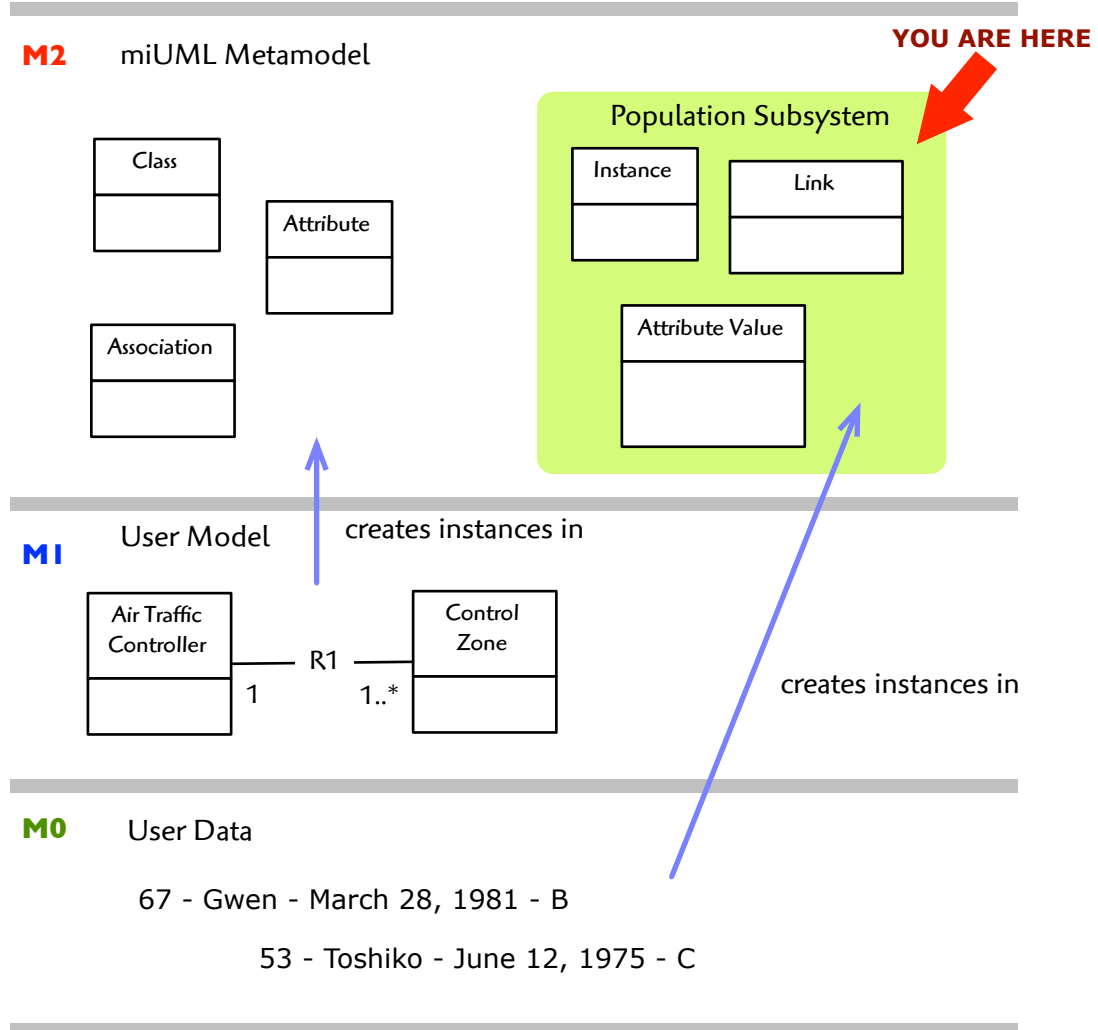 YOU ARE HERE
M2 miUML Metamodel
Population Subsystem
Class
Instance
Link
Attribute
Attribute Value
Association
User Model
creates instances in
M1
Air Traffic
Controller
Control
Zone
R1
1
1..*
creates instances in
M0 User Data
67 - Gwen - March 28, 1981 - B
53 - Toshiko - June 12, 1975 - C